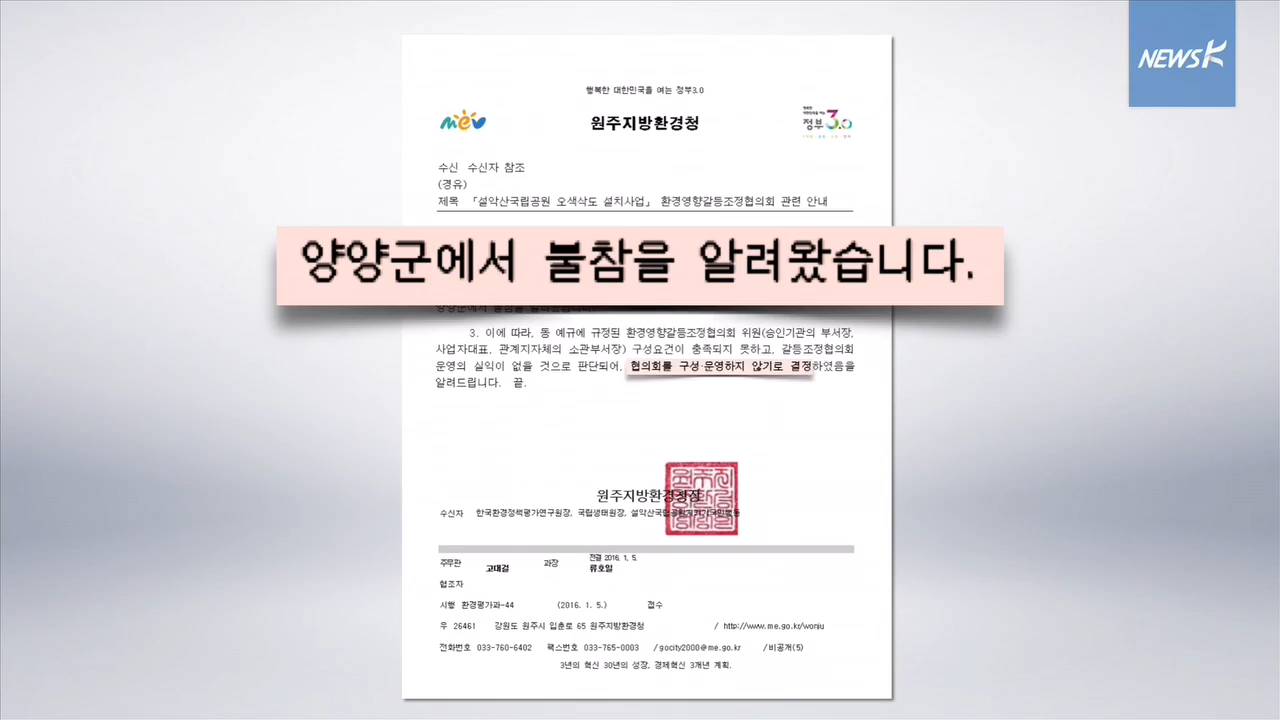 NEWSK
행복한 대한민국을 여는 정부3.0
mev
원주지방환경청
정부3.0
수신 수신자 참조
(경유)
제목 「설악산국립공원 오색삭도 설치사업」 환경영향갈등조정협의회 관련 안내
양양군에서 불참을 알려왔습니다.
3. 이에 따라, 동 예규에 규정된 환경영향갈등조정협의회 위원(승인기관의 부서장,
사업자대표, 관계지자체의 소관부서장) 구성요건이 충족되지 못하고, 갈등조정협의회
운영의 실익이 없을 것으로 판단되어, 협의회를 구성·운영하지 않기로 결정하였음을
알려드립니다. 끝.
원주지방환경청장
수신자 한국환경정책평가연구원장, 국립생태원장,
주무관 고대걸 과장 전결 2016. 1. 5. 류호일
협조자
시행 환경평가과-44 (2016. 1. 5.) 접수
우 26461 강원도 원주시 입춘로 65 원주지방환경청 / http://www.me.go.kr/wonju
전화번호 033-760-6402 팩스번호 033-765-0003 / gocity2000@me.go.kr / 비공개(5)
3년의 혁신 30년의 성장, 경제혁신 3개년 계획.